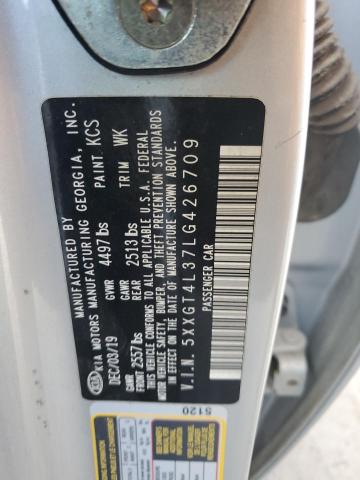 MANUFACTURED BY
KIA MOTORS MANUFACTURING GEORGIA, INC.
DEC/03/19 PAINT KCS
GVWR 4497 lbs
GAWR FRONT 2557 lbs GAWR REAR 2513 lbs TRIM WK
THIS VEHICLE CONFORMS TO ALL APPLICABLE U.S.A. FEDERAL
MOTOR VEHICLE SAFETY, BUMPER, AND THEFT PREVENTION
STANDARDS IN EFFECT ON THE DATE OF MANUFACTURE SHOWN ABOVE.
V.I.N. 5XXGT4L37LG426709
PASSENGER CAR
5120